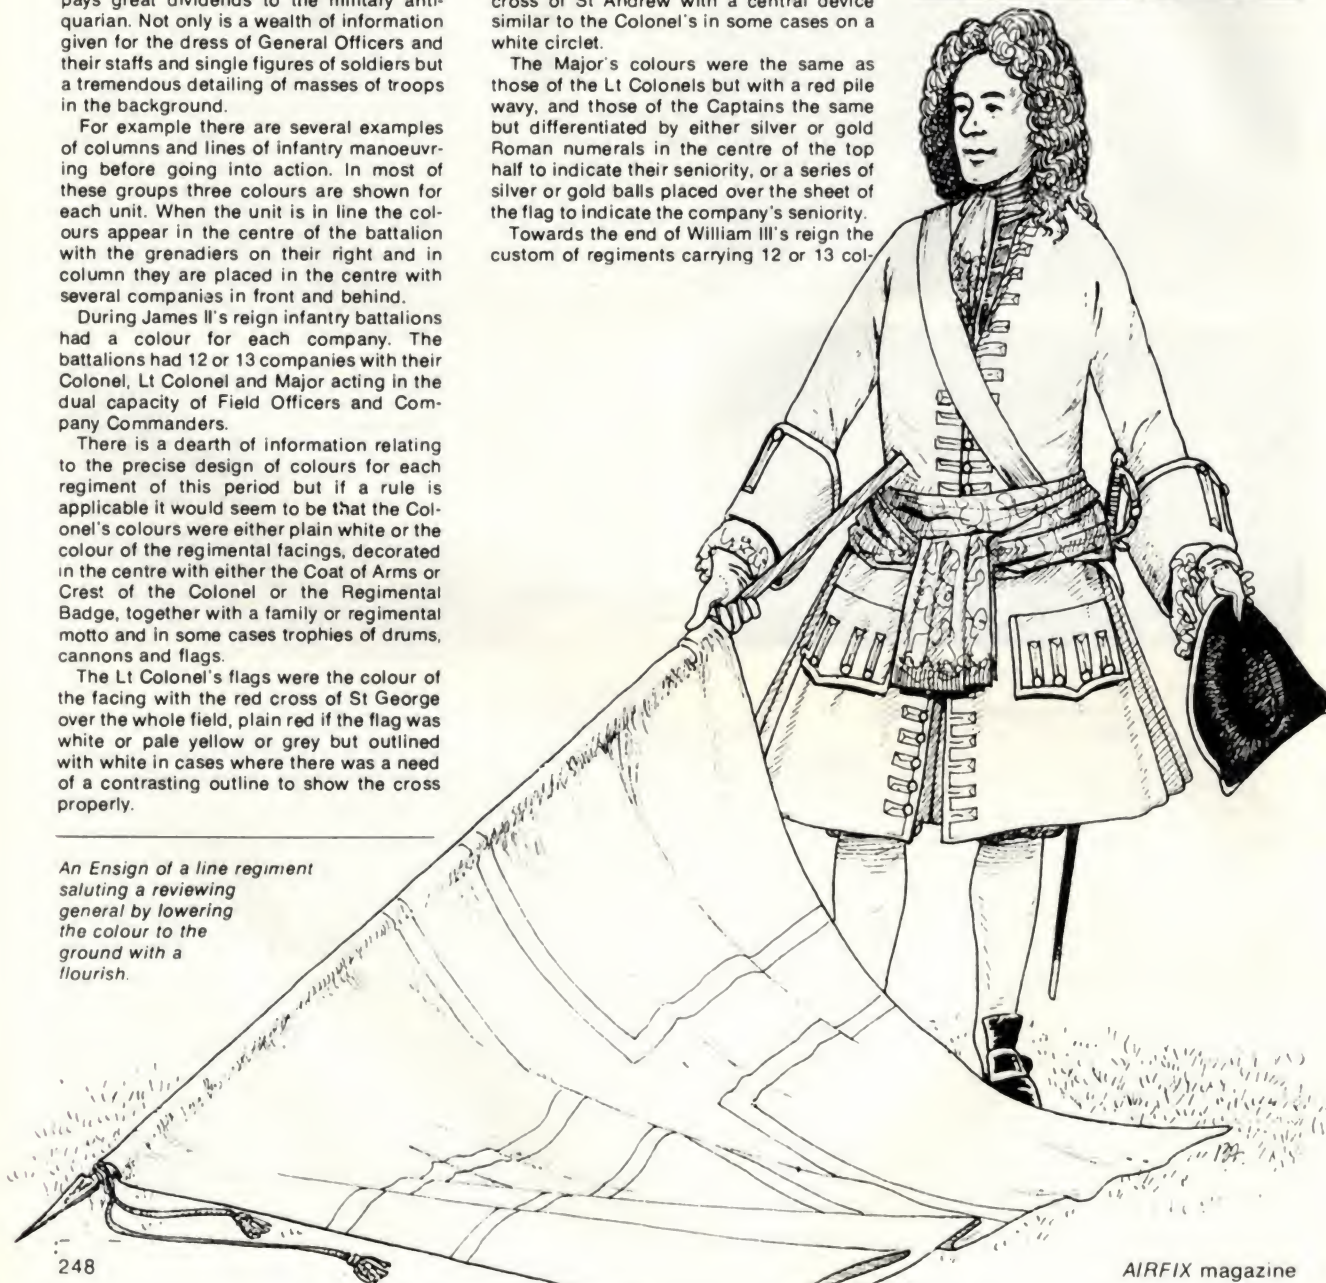 pays great dividends to the military anti-
quarian. Not only is a wealth of information
given for the dress of General Officers and
their staffs and single figures of soldiers but
a tremendous detailing of masses of troops
in the background.
For example there are several examples
of columns and lines of infantry manoeuvr-
ing before going into action. In most of
these groups three colours are shown for
each unit. When the unit is in line the col-
ours appear in the centre of the battalion
with the grenadiers on their right and in
column they are placed in the centre with
several companies in front and behind.
During James II's reign infantry battalions
had a colour for each company. The
battalions had 12 or 13 companies with their
Colonel, Lt Colonel and Major acting in the
dual capacity of Field Officers and Com-
pany Commanders.
There is a dearth of information relating
to the precise design of colours for each
regiment of this period but if a rule is
applicable it would seem to be that the Col-
onel's colours were either plain white or the
colour of the regimental facings, decorated
in the centre with either the Coat of Arms or
Crest of the Colonel or the Regimental
Badge, together with a family or regimental
motto and in some cases trophies of drums,
cannons and flags.
The Lt Colonel's flags were the colour of
the facing with the red cross of St George
over the whole field, plain red if the flag was
white or pale yellow or grey but outlined
with white in cases where there was a need
of a contrasting outline to show the cross
properly.
cross of St Andrew with a central device
similar to the Colonel's in some cases on a
white circlet.
The Major's colours were the same as
those of the Lt Colonels but with a red pile
wavy, and those of the Captains the same
but differentiated by either silver or gold
Roman numerals in the centre of the top
half to indicate their seniority, or a series of
silver or gold balls placed over the sheet of
the flag to indicate the company's seniority.
Towards the end of William III's reign the
custom of regiments carrying 12 or 13 col-
An Ensign of a line regiment
saluting a reviewing
general by lowering
the colour to the
ground with a
flourish.
248
AIRFIX magazine